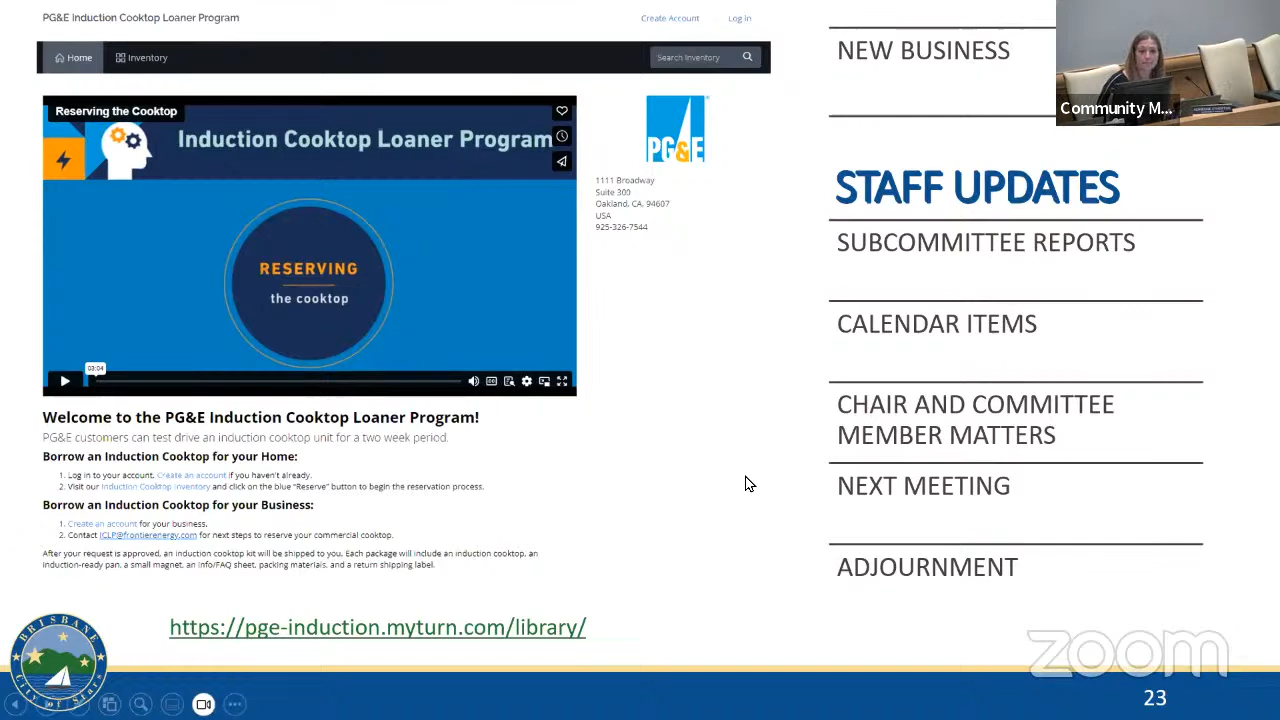 PG&E Induction Cooktop Loaner Program
Create Account
Log In
Home
Inventory
Search Inventory
Reserving the Cooktop
Induction Cooktop Loaner Program
RESERVING
the cooktop
03:04
PG&E
1111 Broadway
Suite 300
Oakland, CA, 94607
USA
925-326-7544
Welcome to the PG&E Induction Cooktop Loaner Program!
PG&E customers can test drive an induction cooktop unit for a two week period.
Borrow an Induction Cooktop for your Home:
1. Log in to your account. Create an account if you haven't already.
2. Visit our Induction Cooktop Inventory and click on the blue "Reserve" button to begin the reservation process.
Borrow an Induction Cooktop for your Business:
1. Create an account for your business.
2. Contact ICLP@frontierenergy.com for next steps to reserve your commercial cooktop.
After your request is approved, an induction cooktop kit will be shipped to you. Each package will include an induction cooktop, an
induction-ready pan, a small magnet, an info/FAQ sheet, packing materials, and a return shipping label.
https://pge-induction.myturn.com/library/
BRISBANE
City of Stars
NEW BUSINESS
Community M...
STAFF UPDATES
SUBCOMMITTEE REPORTS
CALENDAR ITEMS
CHAIR AND COMMITTEE
MEMBER MATTERS
NEXT MEETING
ADJOURNMENT
zoom
23